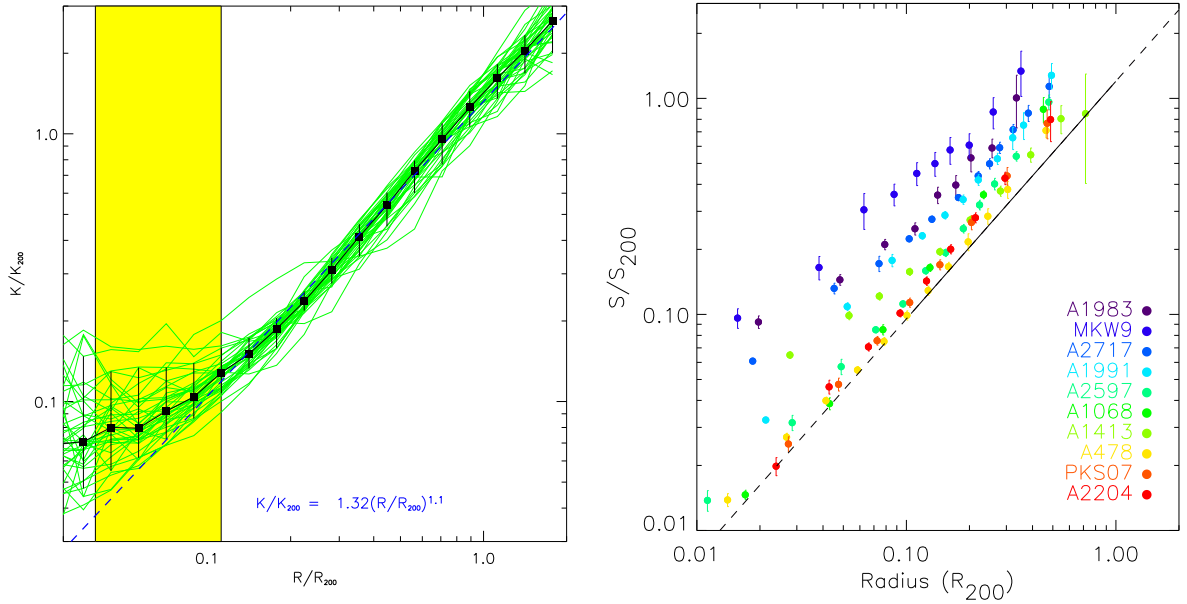 1.0
0.1
K/K200
0.1
1.0
R/R200
K/K200 = 1.32(R/R200)1.1
1.00
0.10
0.01
S/S200
0.01
0.10
1.00
Radius (R200)
A1983
MKW9
A2717
A1991
A2597
A1068
A1413
A478
PKS07
A2204